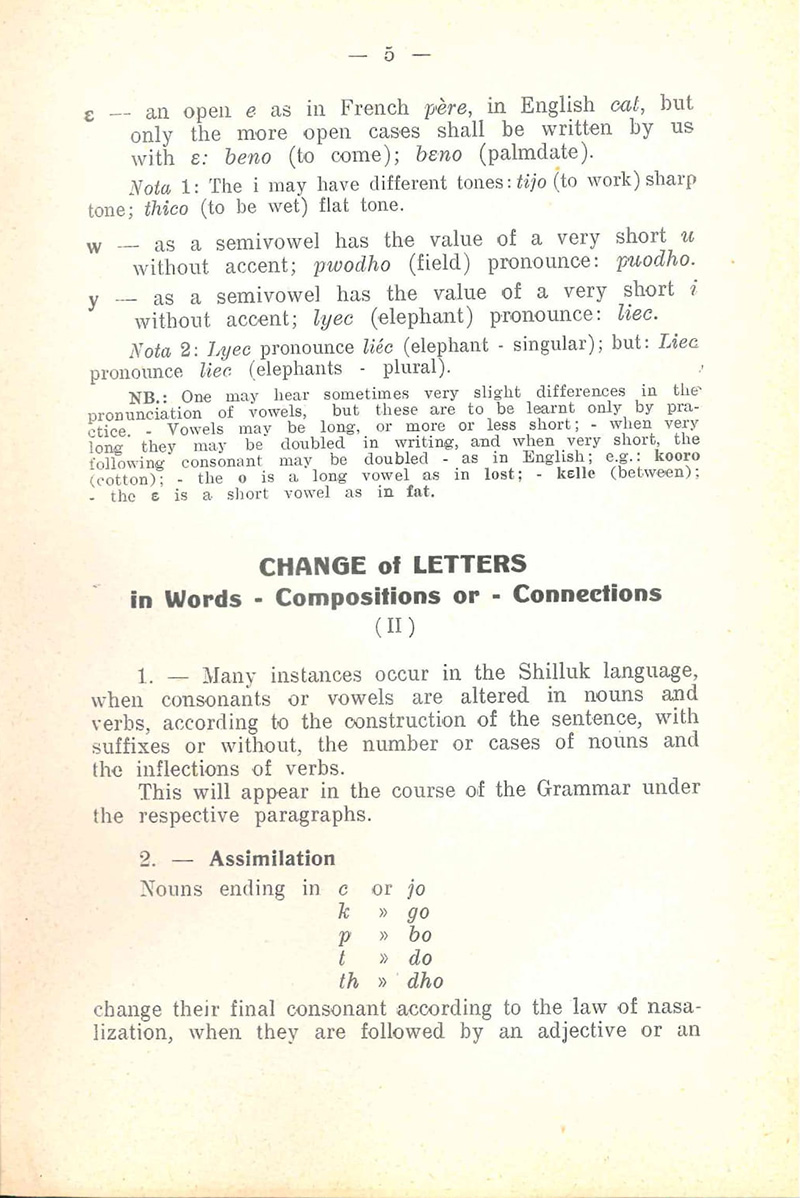 — 5 —
ɛ — an open e as in French père, in English cat, but
only the more open cases shall be written by us
with ɛ: beno (to come); bɛno (palmdate).
Nota 1: The i may have different tones: tijo (to work) sharp
tone; thico (to be wet) flat tone.
w — as a semivowel has the value of a very short u
without accent; pwodho (field) pronounce: puodho.
y — as a semivowel has the value of a very short i
without accent; lyec (elephant) pronounce: liec.
Nota 2: Lyec pronounce liéc (elephant - singular); but: Liec
pronounce liec (elephants - plural).
NB.: One may hear sometimes very slight differences in the
pronunciation of vowels, but these are to be learnt only by pra-
ctice. - Vowels may be long, or more or less short; - when very
long they may be doubled in writing, and when very short, the
following consonant may be doubled - as in English; e.g.: kooro
(cotton); - the o is a long vowel as in lost; - kɛlle (between);
- the ɛ is a short vowel as in fat.
CHANGE of LETTERS
in Words - Compositions or - Connections
(II)
1. — Many instances occur in the Shilluk language,
when consonants or vowels are altered in nouns and
verbs, according to the construction of the sentence, with
suffixes or without, the number or cases of nouns and
the inflections of verbs.
This will appear in the course of the Grammar under
the respective paragraphs.
2. — Assimilation
Nouns ending in c or jo
k » go
p » bo
t » do
th » dho
change their final consonant according to the law of nasa-
lization, when they are followed by an adjective or an